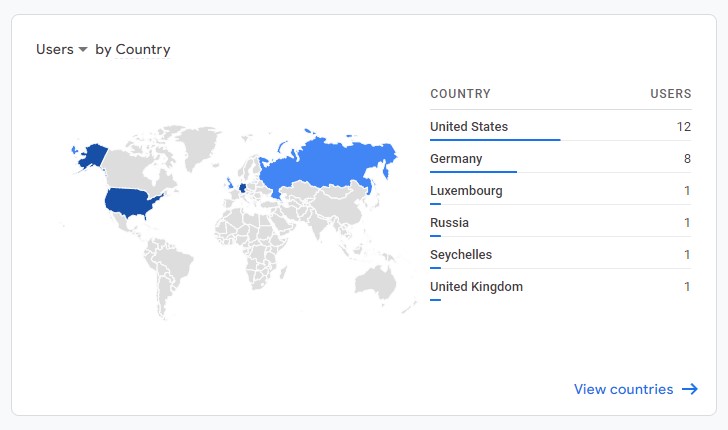 Users by Country
COUNTRY USERS
United States 12
Germany 8
Luxembourg 1
Russia 1
Seychelles 1
United Kingdom 1
View countries